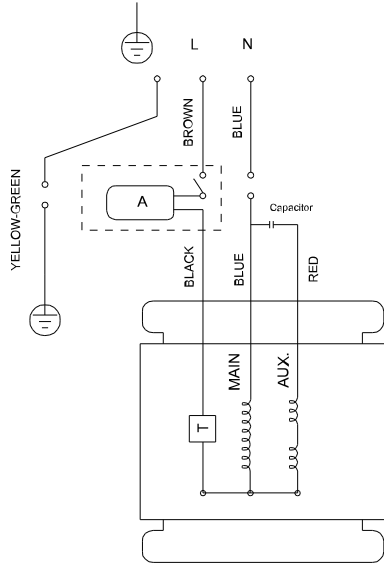 L N
BROWN
BLUE
YELLOW-GREEN
A
Capacitor
BLACK
BLUE
RED
MAIN
AUX.
T